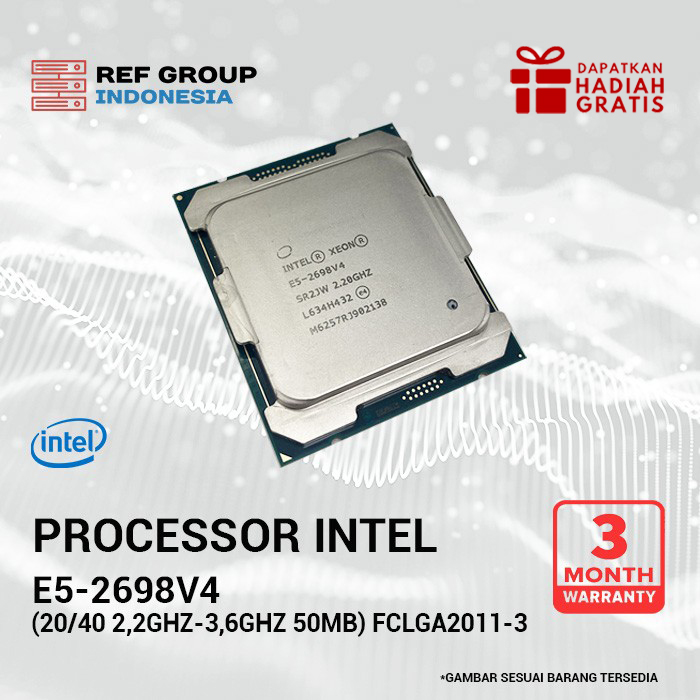 REF GROUP
INDONESIA
DAPATKAN
HADIAH
GRATIS
INTEL® XEON®
E5-2698V4
SR2JW 2.20GHZ
L634H432 e4
M6257RJ902138
intel
PROCESSOR INTEL
E5-2698V4
(20/40 2,2GHZ-3,6GHZ 50MB) FCLGA2011-3
3
MONTH
WARRANTY
*GAMBAR SESUAI BARANG TERSEDIA